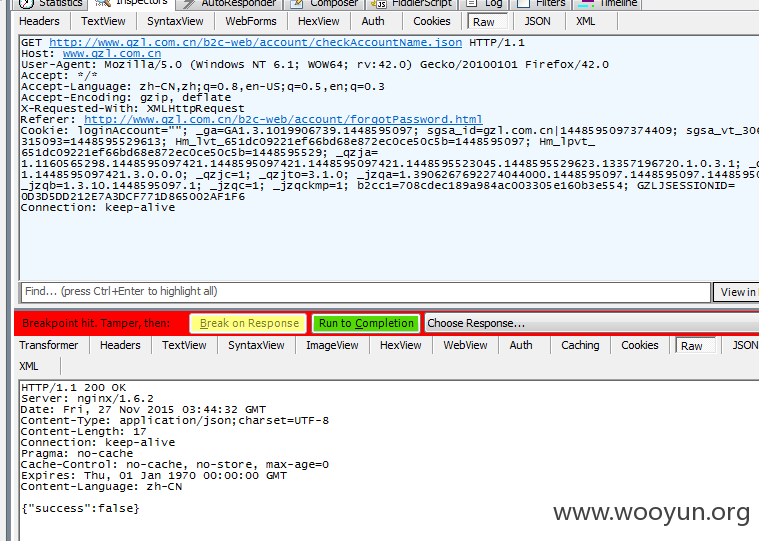 Statistics Inspectors AutoResponder Composer FiddlerScript Log Filters Timeline
Headers TextView SyntaxView WebForms HexView Auth Cookies Raw JSON XML
GET http://www.gzl.com.cn/b2c-web/account/checkAccountName.json HTTP/1.1
Host: www.gzl.com.cn
User-Agent: Mozilla/5.0 (Windows NT 6.1; WOW64; rv:42.0) Gecko/20100101 Firefox/42.0
Accept: */*
Accept-Language: zh-CN,zh;q=0.8,en-US;q=0.5,en;q=0.3
Accept-Encoding: gzip, deflate
X-Requested-With: XMLHttpRequest
Referer: http://www.gzl.com.cn/b2c-web/account/forgotPassword.html
Cookie: loginAccount=""; _ga=GA1.3.1019906739.1448595097; sgsa_id=gzl.com.cn|1448595097374409; sgsa_vt_306
315093=1448595529613; Hm_lvt_651dc09221ef66bd68e872ec0ce50c5b=1448595097; Hm_lpvt_
651dc09221ef66bd68e872ec0ce50c5b=1448595529; _qzja=
1.1160565298.1448595097421.1448595097421.1448595097421.1448595523045.1448595529623.13357196720.1.0.3.1; _q
1.1448595097421.3.0.0.0; _qzjc=1; _qzjto=3.1.0; _jzqa=1.3906267692274044000.1448595097.1448595097.144859509
_jzqb=1.3.10.1448595097.1; _jzqc=1; _jzqckmp=1; b2cc1=708cdec189a984ac003305e160b3e554; GZLJSESSIONID=
0D3D5DD212E7A3DCF771D865002AF1F6
Connection: keep-alive
Find... (press Ctrl+Enter to highlight all) View in
Breakpoint hit. Tamper, then: Break on Response Run to Completion Choose Response...
Transformer Headers TextView SyntaxView ImageView HexView WebView Auth Caching Cookies Raw JSON
XML
HTTP/1.1 200 OK
Server: nginx/1.6.2
Date: Fri, 27 Nov 2015 03:44:32 GMT
Content-Type: application/json;charset=UTF-8
Content-Length: 17
Connection: keep-alive
Pragma: no-cache
Cache-Control: no-cache, no-store, max-age=0
Expires: Thu, 01 Jan 1970 00:00:00 GMT
Content-Language: zh-CN
{"success":false}
www.wooyun.org